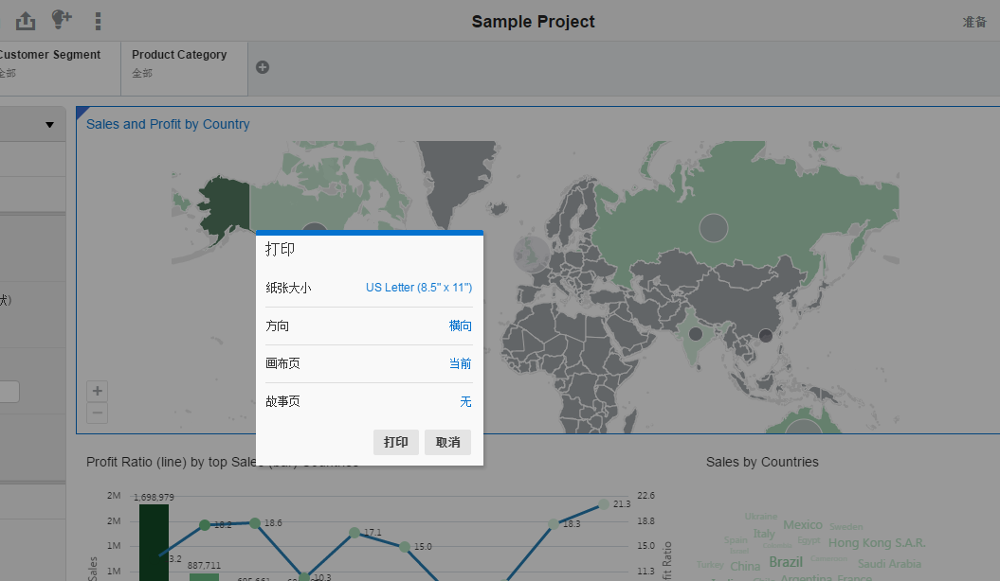 Sample Project
准备
Customer Segment
全部
Product Category
全部
Sales and Profit by Country
打印
纸张大小
US Letter (8.5" x 11")
方向
横向
画布页
当前
故事页
无
打印
取消
状)
+
−
Profit Ratio (line) by top Sales (bar) Countries
2M
2M
1M
1M
Sales
1,698,979
887,711
3.2
18.2
18.6
10.3
17.1
15.0
18.3
21.3
22.6
18.8
15.0
11.3
fit Ratio
Sales by Countries
Ukraine
Mexico
Sweden
Spain
Italy
Egypt
Hong Kong S.A.R.
Turkey
China
Brazil
Saudi Arabia
Argentina
France